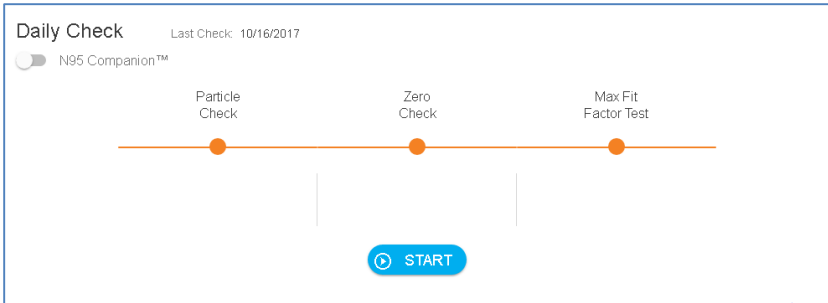 Daily Check Last Check: 10/16/2017
N95 Companion™
Particle
Check
Zero
Check
Max Fit
Factor Test
START